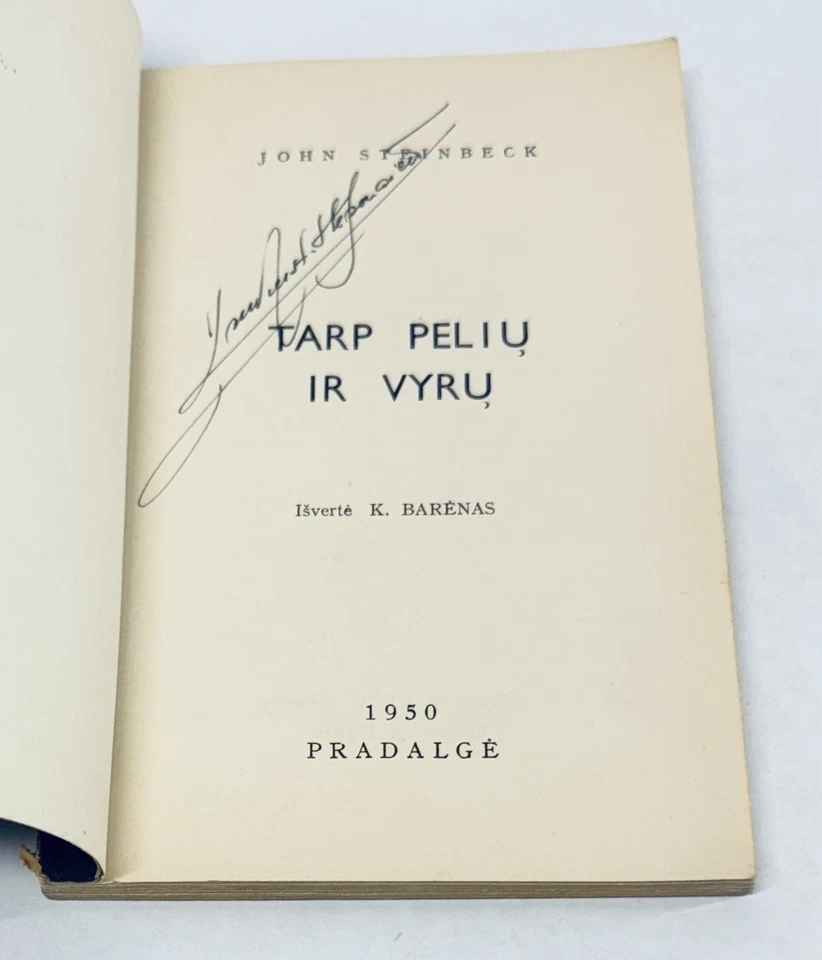 JOHN STEINBECK
TARP PELIŲ
IR VYRŲ
Išvertė K. BARĖNAS
1950
PRADALGĖ